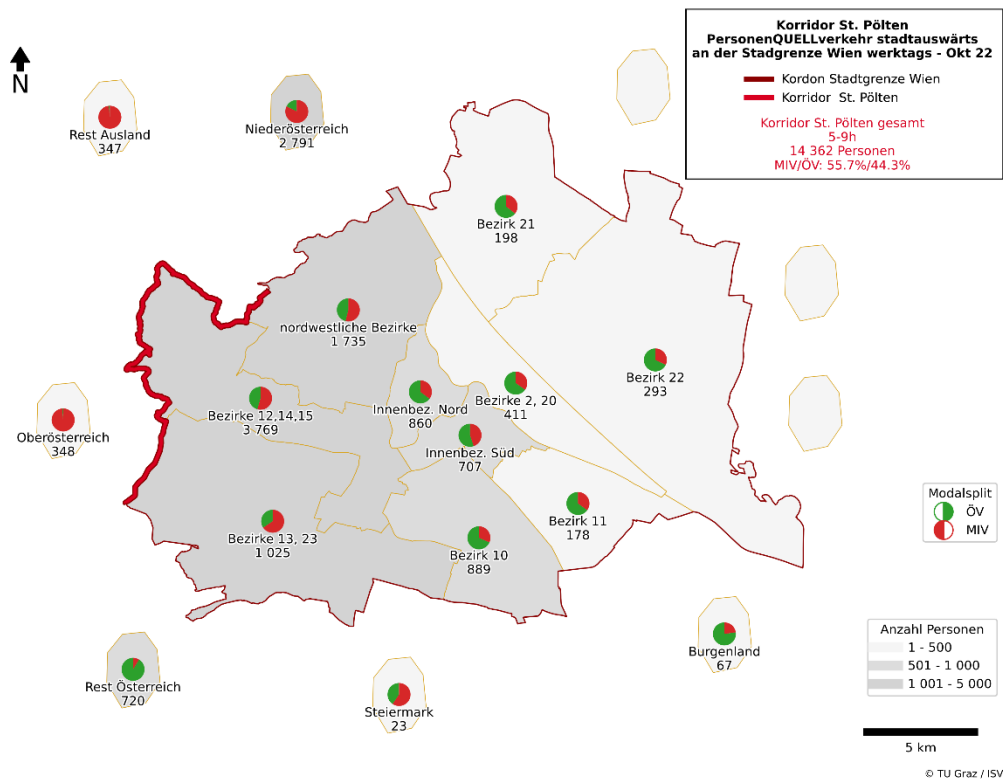 Korridor St. Pölten
PersonenQUELLverkehr stadtauswärts
an der Stadgrenze Wien werktags - Okt 22
Kordon Stadtgrenze Wien
Korridor St. Pölten
Korridor St. Pölten gesamt
5-9h
14 362 Personen
MIV/ÖV: 55.7%/44.3%
N
Rest Ausland
347
Niederösterreich
2 791
Bezirk 21
198
nordwestliche Bezirke
1 735
Bezirk 22
293
Bezirke 12,14,15
3 769
Innenbez. Nord
860
Bezirke 2, 20
411
Oberösterreich
348
Innenbez. Süd
707
Bezirk 11
178
Bezirke 13, 23
1 025
Bezirk 10
889
Modalsplit
ÖV
MIV
Rest Österreich
720
Steiermark
23
Burgenland
67
Anzahl Personen
1 - 500
501 - 1 000
1 001 - 5 000
5 km
© TU Graz / ISV